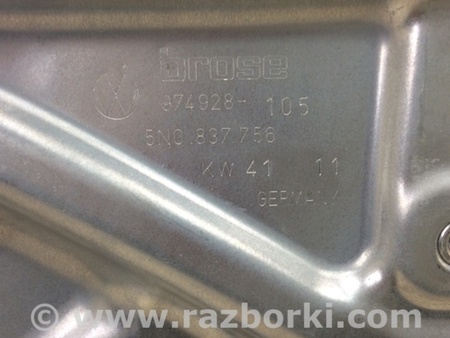 brose
974928- 105
5N0.837.756
KW 41 11
GERMANY
www.razborki.com